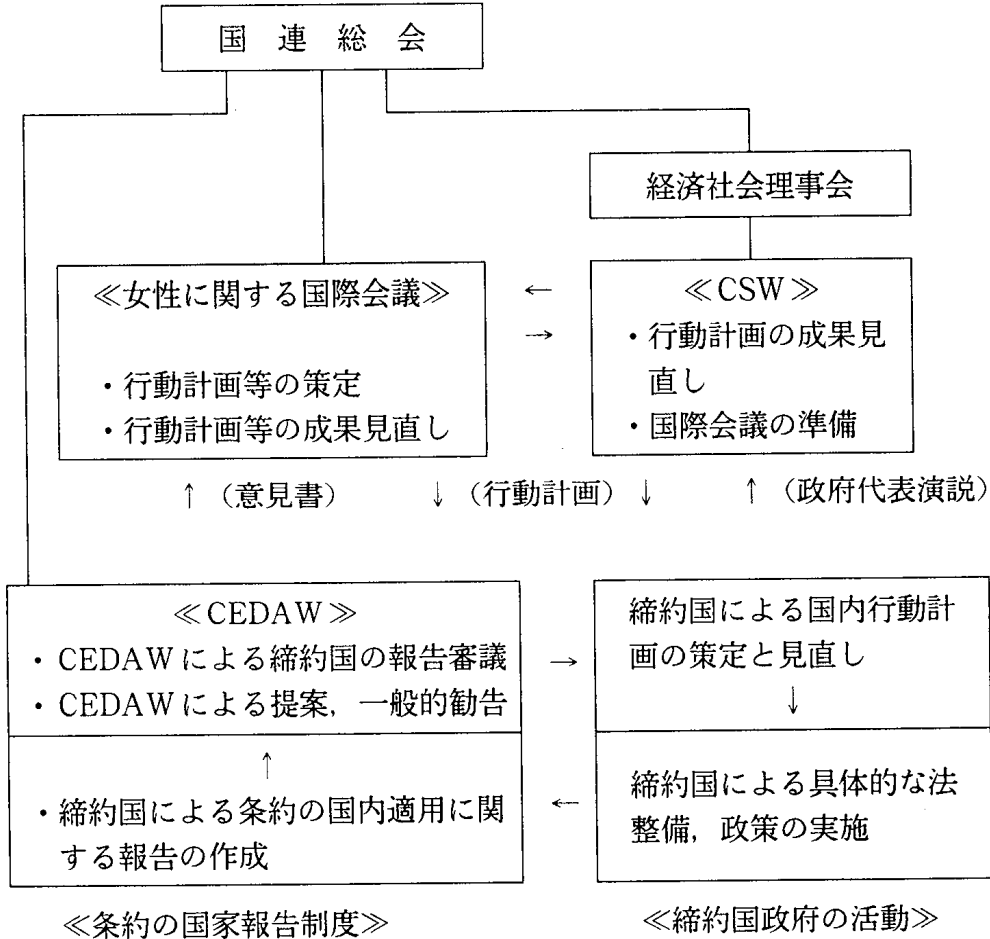 国連総会
経済社会理事会
≪女性に関する国際会議≫
・行動計画等の策定
・行動計画等の成果見直し
←
→
≪CSW≫
・行動計画の成果見
直し
・国際会議の準備
↑（意見書） ↓（行動計画）↓ ↑（政府代表演説）
≪CEDAW≫
・CEDAWによる締約国の報告審議
・CEDAWによる提案，一般的勧告
↑
・締約国による条約の国内適用に関
する報告の作成
→
←
締約国による国内行動計
画の策定と見直し
↓
締約国による具体的な法
整備，政策の実施
≪条約の国家報告制度≫ ≪締約国政府の活動≫